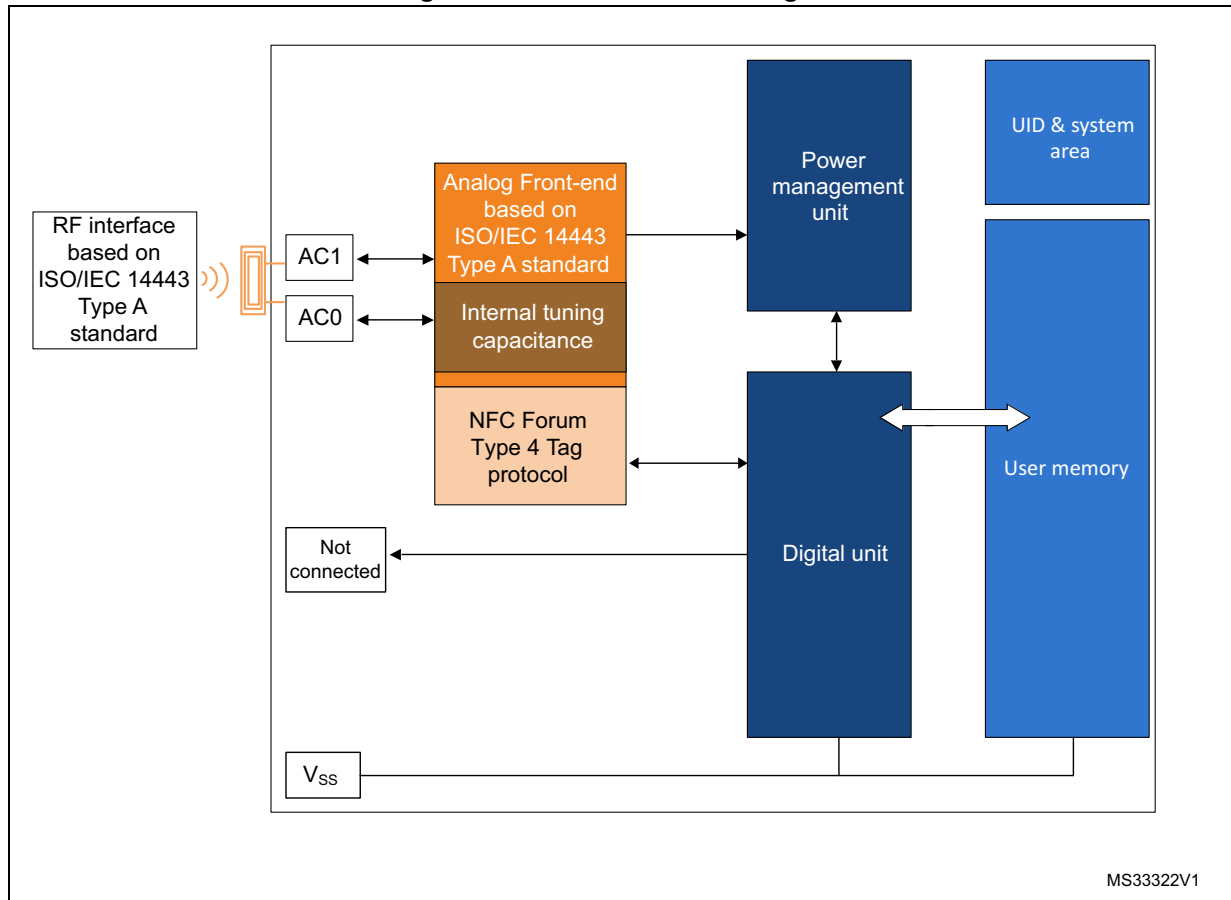 RF interface
based on
ISO/IEC 14443
Type A
standard
AC1
AC0
Analog Front-end
based on
ISO/IEC 14443
Type A standard
Internal tuning
capacitance
NFC Forum
Type 4 Tag
protocol
Not
connected
VSS
Power
management
unit
Digital unit
UID & system
area
User memory
MS33322V1